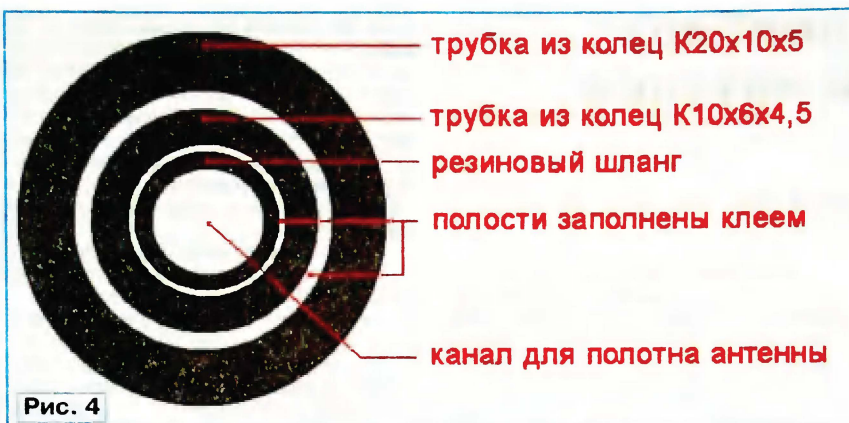 трубка из колец К20х10х5
трубка из колец К10х6х4,5
резиновый шланг
полости заполнены клеем
канал для полотна антенны
Рис. 4